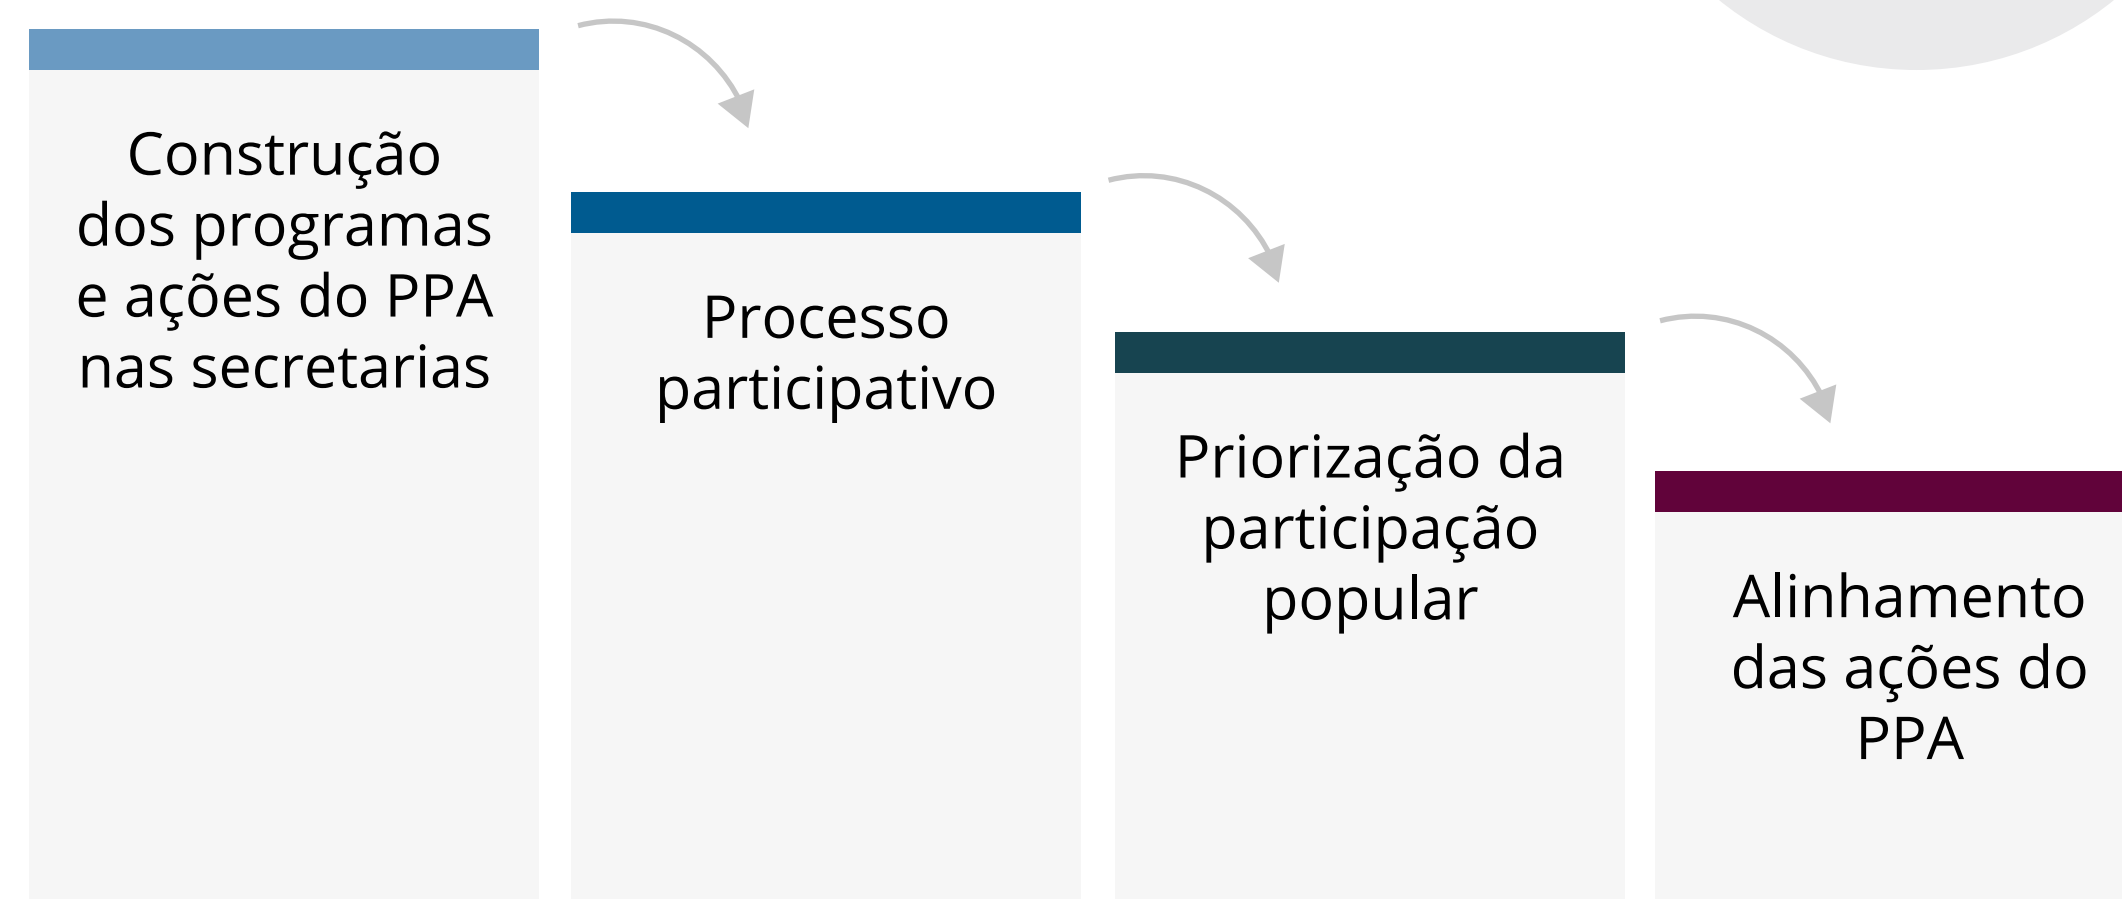 Construção
dos programas
e ações do PPA
nas secretarias
Processo
participativo
Priorização da
participação
popular
Alinhamento
das ações do
PPA